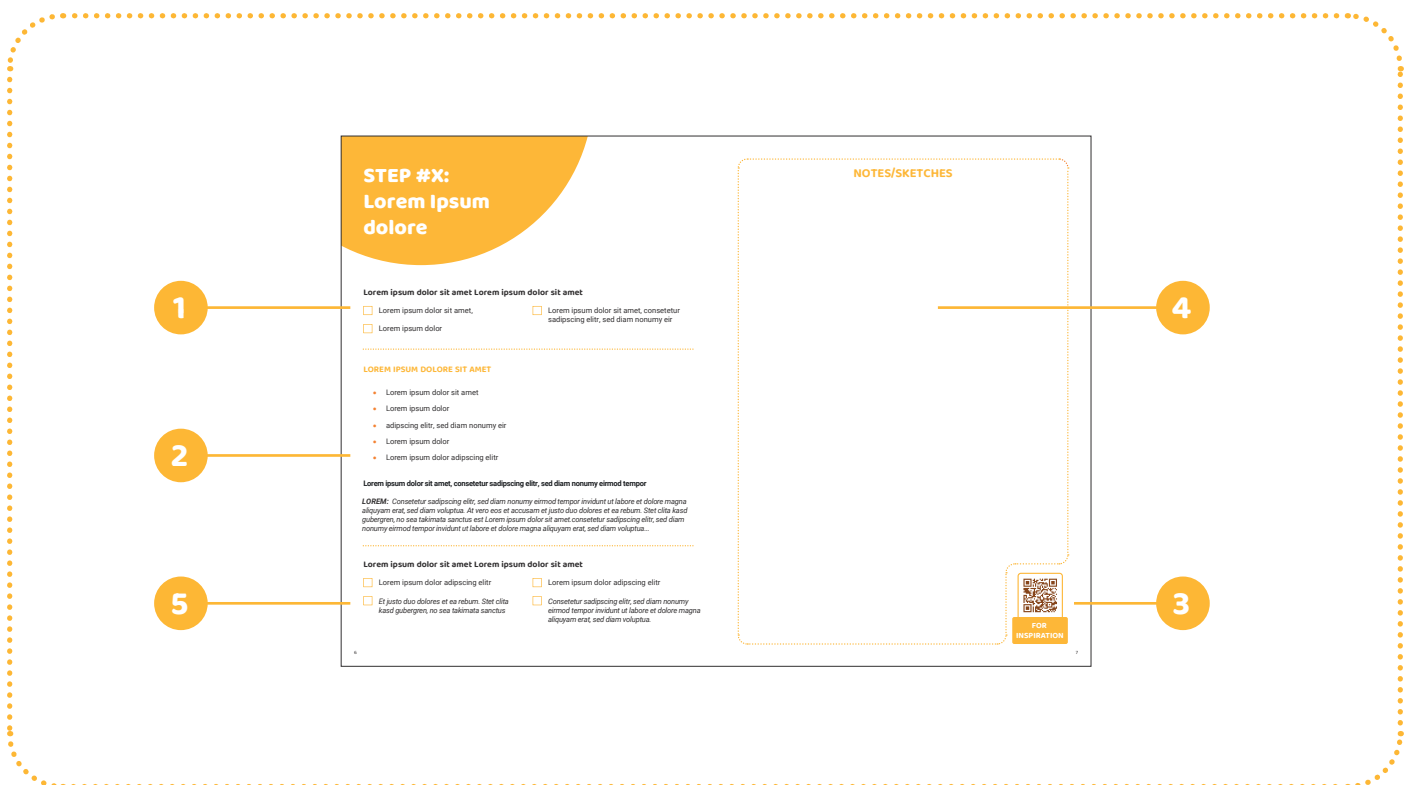 STEP #X:
Lorem Ipsum
dolore
Lorem ipsum dolor sit amet Lorem ipsum dolor sit amet
Lorem ipsum dolor sit amet,
Lorem ipsum dolor
Lorem ipsum dolor sit amet, consetetur
sadipscing elitr, sed diam nonumy eir
LOREM IPSUM DOLORE SIT AMET
• Lorem ipsum dolor sit amet
• Lorem ipsum dolor
• adipscing elitr, sed diam nonumy eir
• Lorem ipsum dolor
• Lorem ipsum dolor adipscing elitr
Lorem ipsum dolor sit amet, consetetur sadipscing elitr, sed diam nonumy eirmod tempor
LOREM: Consetetur sadipscing elitr, sed diam nonumy eirmod tempor invidunt ut labore et dolore magna
aliquyam erat, sed diam voluptua. At vero eos et accusam et justo duo dolores et ea rebum. Stet clita kasd
gubergren, no sea takimata sanctus est Lorem ipsum dolor sit amet.consetetur sadipscing elitr, sed diam
nonumy eirmod tempor invidunt ut labore et dolore magna aliquyam erat, sed diam voluptua...
Lorem ipsum dolor sit amet Lorem ipsum dolor sit amet
Lorem ipsum dolor adipscing elitr
Et justo duo dolores et ea rebum. Stet clita
kasd gubergren, no sea takimata sanctus
Lorem ipsum dolor adipscing elitr
Consetetur sadipscing elitr, sed diam nonumy
eirmod tempor invidunt ut labore et dolore magna
aliquyam erat, sed diam voluptua.
6
NOTES/SKETCHES
FOR
INSPIRATION
7
1
2
5
4
3